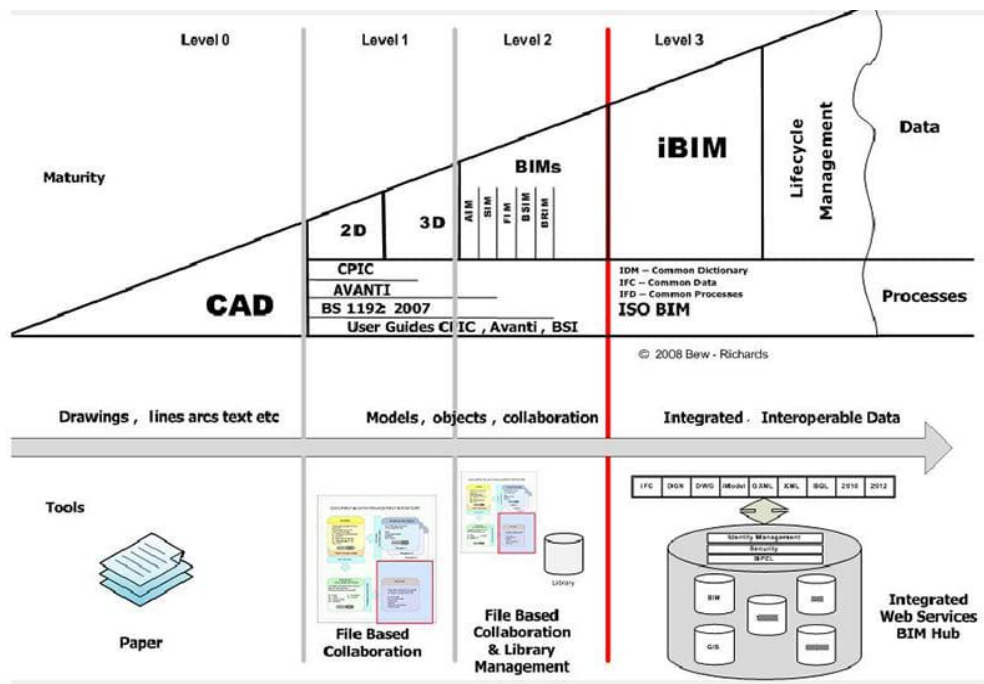 Level 0
Level 1
Level 2
Level 3
Maturity
CAD
2D
3D
BIMs
AIM
SIM
FIM
BSIM
BRIM
iBIM
Lifecycle
Management
Data
CPIC
AVANTI
BS 1192: 2007
User Guides CPIC , Avanti , BSI
IDM – Common Dictionary
IFC – Common Data
IFD – Common Processes
ISO BIM
Processes
© 2008 Bew - Richards
Drawings , lines arcs text etc
Models , objects , collaboration
Integrated , Interoperable Data
Tools
Paper
File Based
Collaboration
Library
File Based
Collaboration
& Library
Management
IFC DGN DWG iModel GXML XML SQL 2010 2012
Identity Management
Security
BPEL
BIM
GIS
Integrated
Web Services
BIM Hub